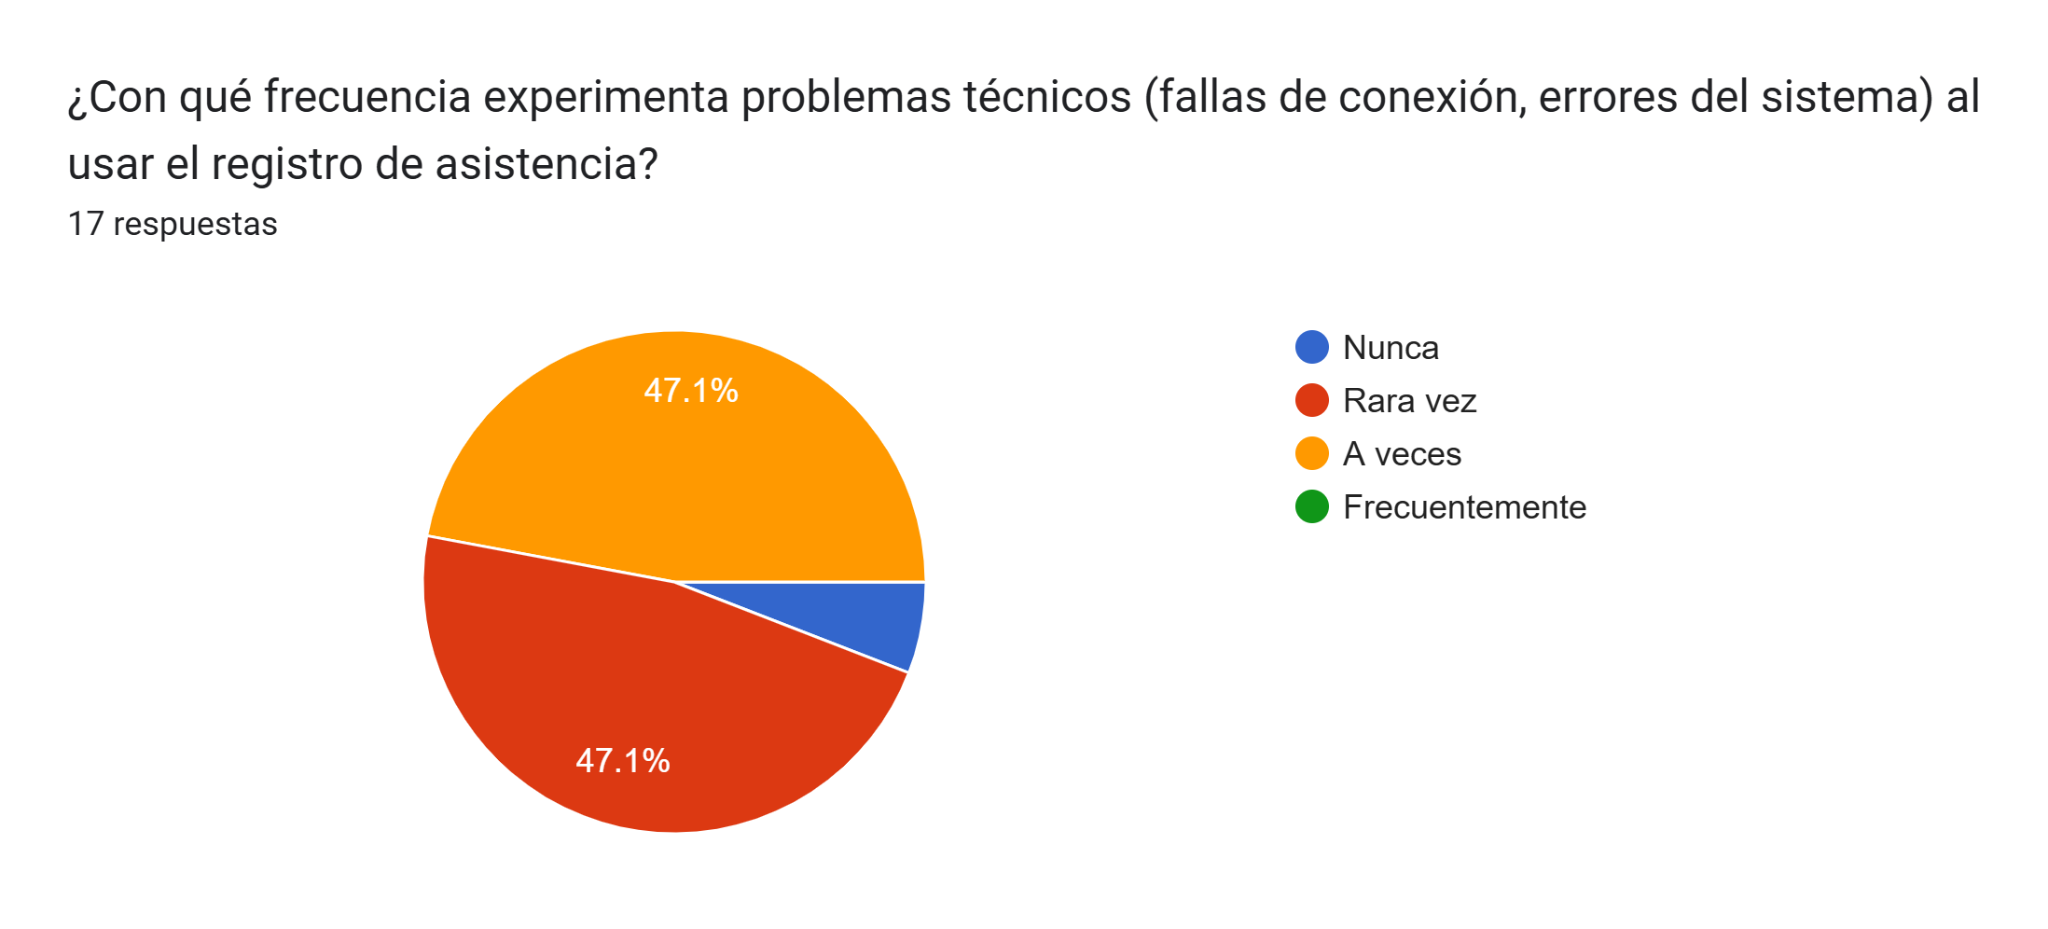 ¿Con qué frecuencia experimenta problemas técnicos (fallas de conexión, errores del sistema) al
usar el registro de asistencia?
17 respuestas
47.1%
47.1%
Nunca
Rara vez
A veces
Frecuentemente